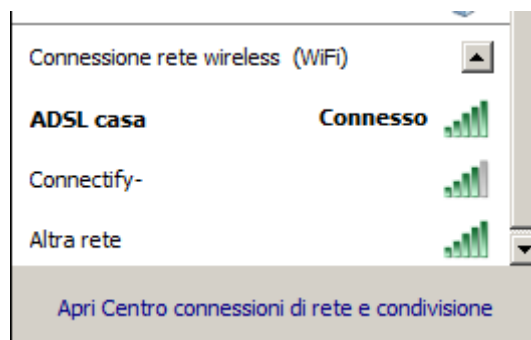 Connessione rete wireless (WiFi)
ADSL casa Connesso
Connectify-
Altra rete
Apri Centro connessioni di rete e condivisione